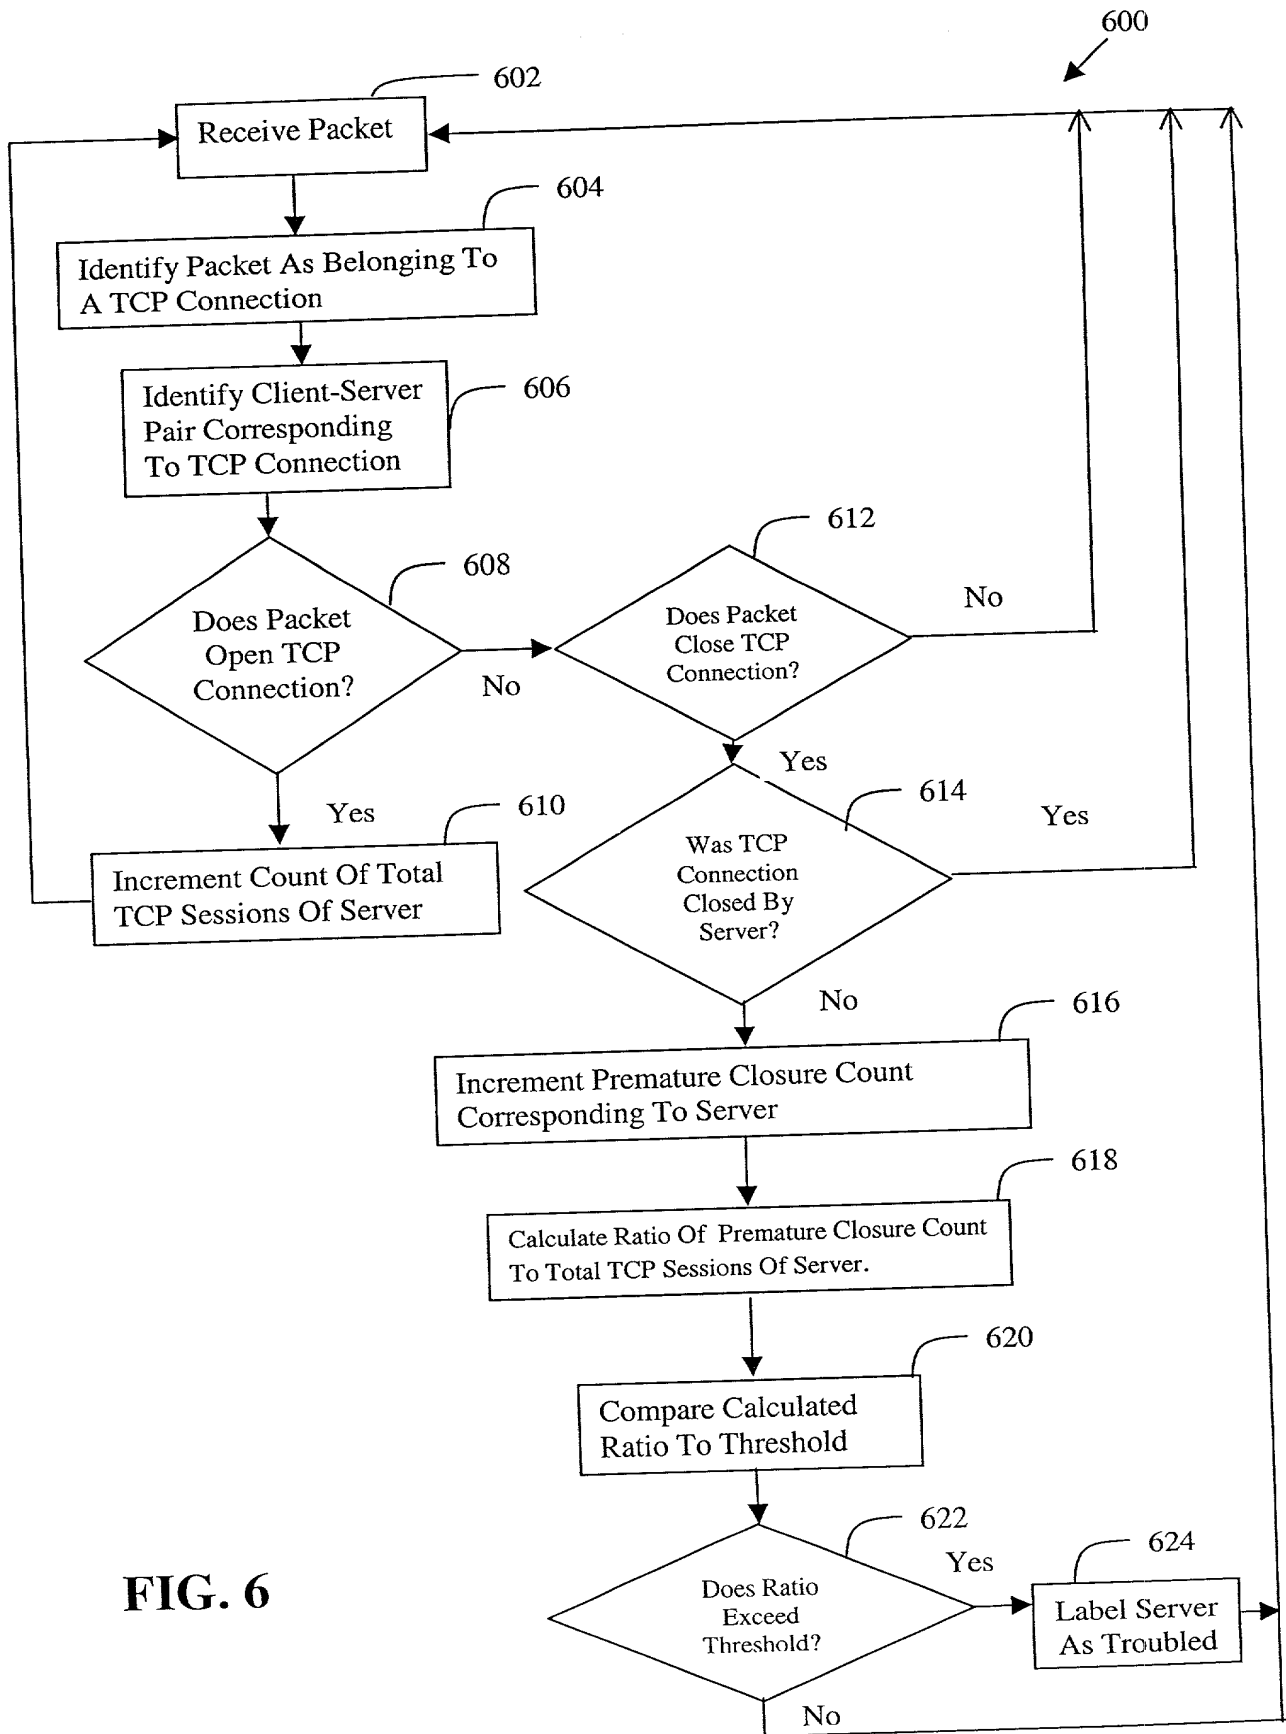 600
602
Receive Packet
604
Identify Packet As Belonging To
A TCP Connection
606
Identify Client-Server
Pair Corresponding
To TCP Connection
608
Does Packet
Open TCP
Connection?
No
612
Does Packet
Close TCP
Connection?
No
Yes
Yes
610
Increment Count Of Total
TCP Sessions Of Server
614
Was TCP
Connection
Closed By
Server?
Yes
No
616
Increment Premature Closure Count
Corresponding To Server
618
Calculate Ratio Of Premature Closure Count
To Total TCP Sessions Of Server.
620
Compare Calculated
Ratio To Threshold
622
Does Ratio
Exceed
Threshold?
Yes
624
Label Server
As Troubled
No
FIG. 6